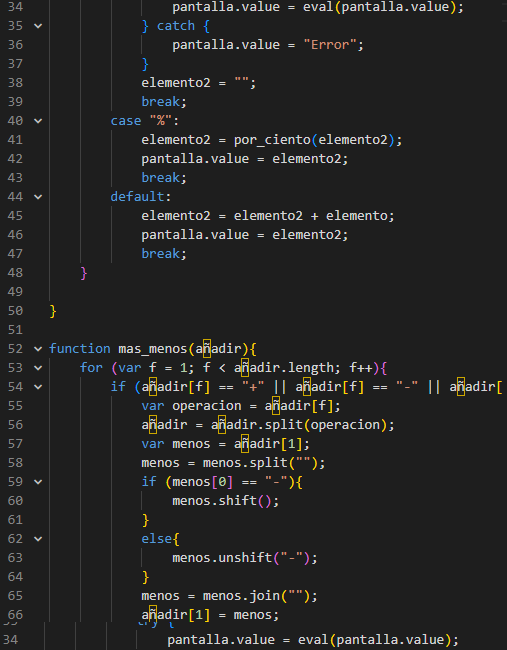 34 pantalla.value = eval(pantalla.value);
35 } catch {
36 pantalla.value = "Error";
37 }
38 elemento2 = "";
39 break;
40 case "%":
41 elemento2 = por_ciento(elemento2);
42 pantalla.value = elemento2;
43 break;
44 default:
45 elemento2 = elemento2 + elemento;
46 pantalla.value = elemento2;
47 break;
48 }
49
50 }
51
52 function mas_menos(añadir){
53 for (var f = 1; f < añadir.length; f++){
54 if (añadir[f] == "+" || añadir[f] == "-" || añadir[
55 var operacion = añadir[f];
56 añadir = añadir.split(operacion);
57 var menos = añadir[1];
58 menos = menos.split("");
59 if (menos[0] == "-"){
60 menos.shift();
61 }
62 else{
63 menos.unshift("-");
64 }
65 menos = menos.join("");
66 añadir[1] = menos;
34 pantalla.value = eval(pantalla.value);